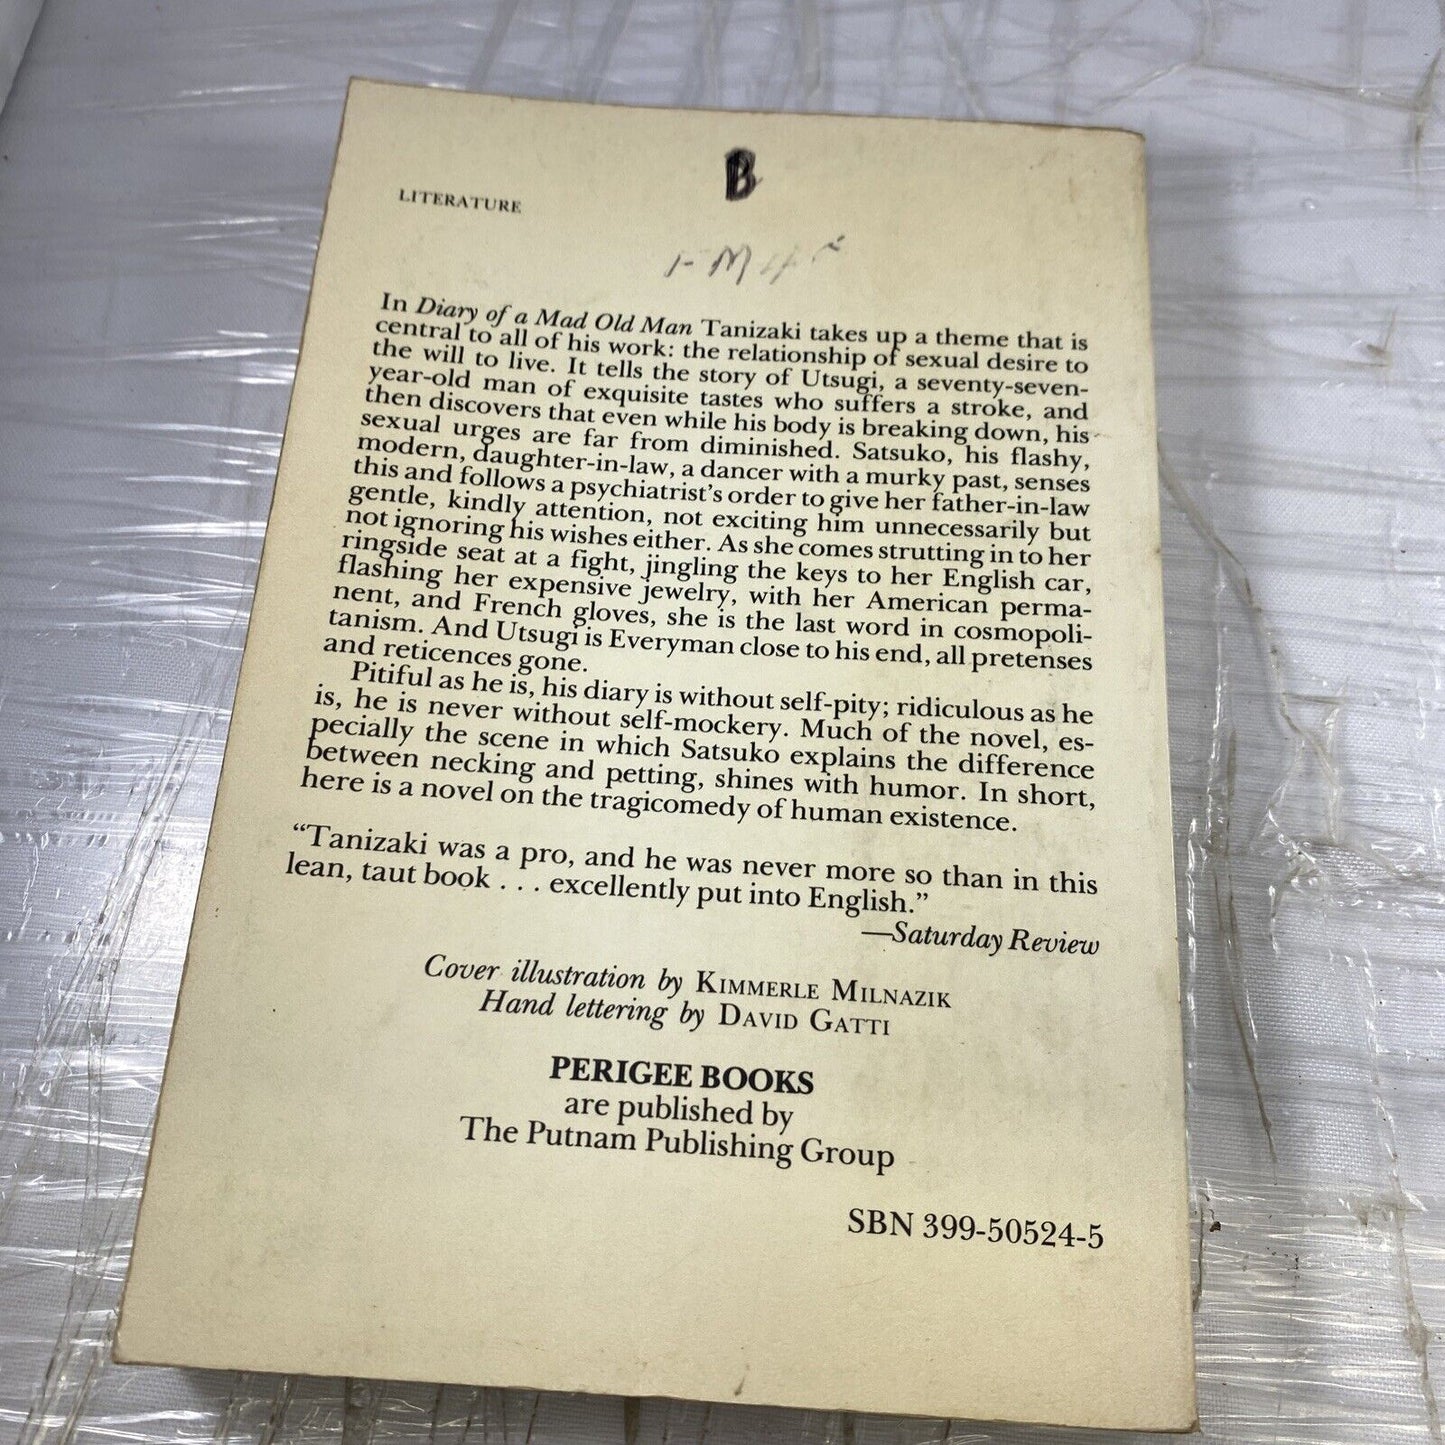 B
LITERATURE
In Diary of a Mad Old Man Tanizaki takes up a theme that is
central to all of his work: the relationship of sexual desire to
the will to live. It tells the story of Utsugi, a seventy-seven-
year-old man of exquisite tastes who suffers a stroke, and
then discovers that even while his body is breaking down, his
sexual urges are far from diminished. Satsuko, his flashy,
modern, daughter-in-law, a dancer with a murky past, senses
this and follows a psychiatrist's order to give her father-in-law
gentle, kindly attention, not exciting him unnecessarily but
not ignoring his wishes either. As she comes strutting in to her
ringside seat at a fight, jingling the keys to her English car,
flashing her expensive jewelry, with her American perma-
nent, and French gloves, she is the last word in cosmopoli-
tanism. And Utsugi is Everyman close to his end, all pretenses
and reticences gone.
Pitiful as he is, his diary is without self-pity; ridiculous as he
is, he is never without self-mockery. Much of the novel, es-
pecially the scene in which Satsuko explains the difference
between necking and petting, shines with humor. In short,
here is a novel on the tragicomedy of human existence.
“Tanizaki was a pro, and he was never more so than in this
lean, taut book . . . excellently put into English.”
—Saturday Review
Cover illustration by KIMMERLE MILNAZIK
Hand lettering by DAVID GATTI
PERIGEE BOOKS
are published by
The Putnam Publishing Group
SBN 399-50524-5